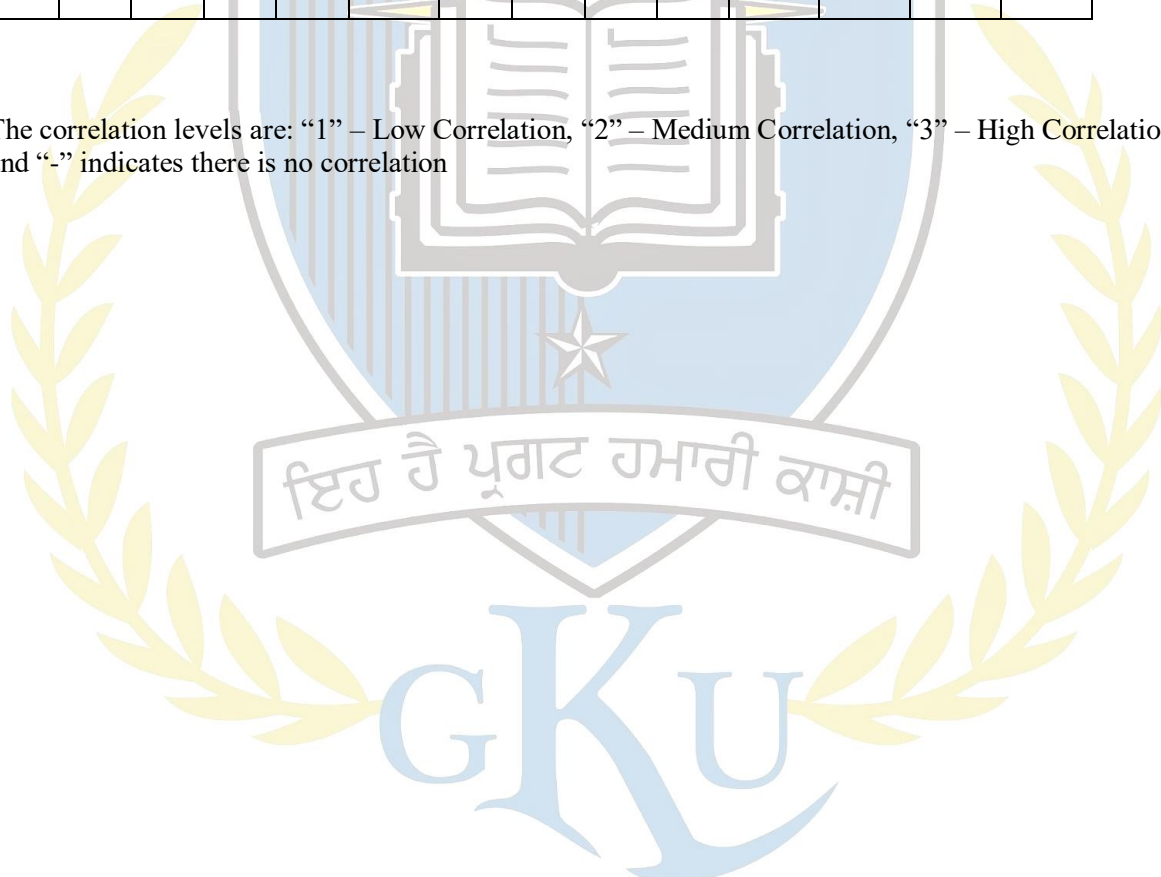 The correlation levels are: “1” – Low Correlation, “2” – Medium Correlation, “3” – High Correlatio
nd “-” indicates there is no correlation
ਇਹ ਹੈ ਪ੍ਰਗਟ ਹਮਾਰੀ ਕਾਸ਼ੀ
GKU